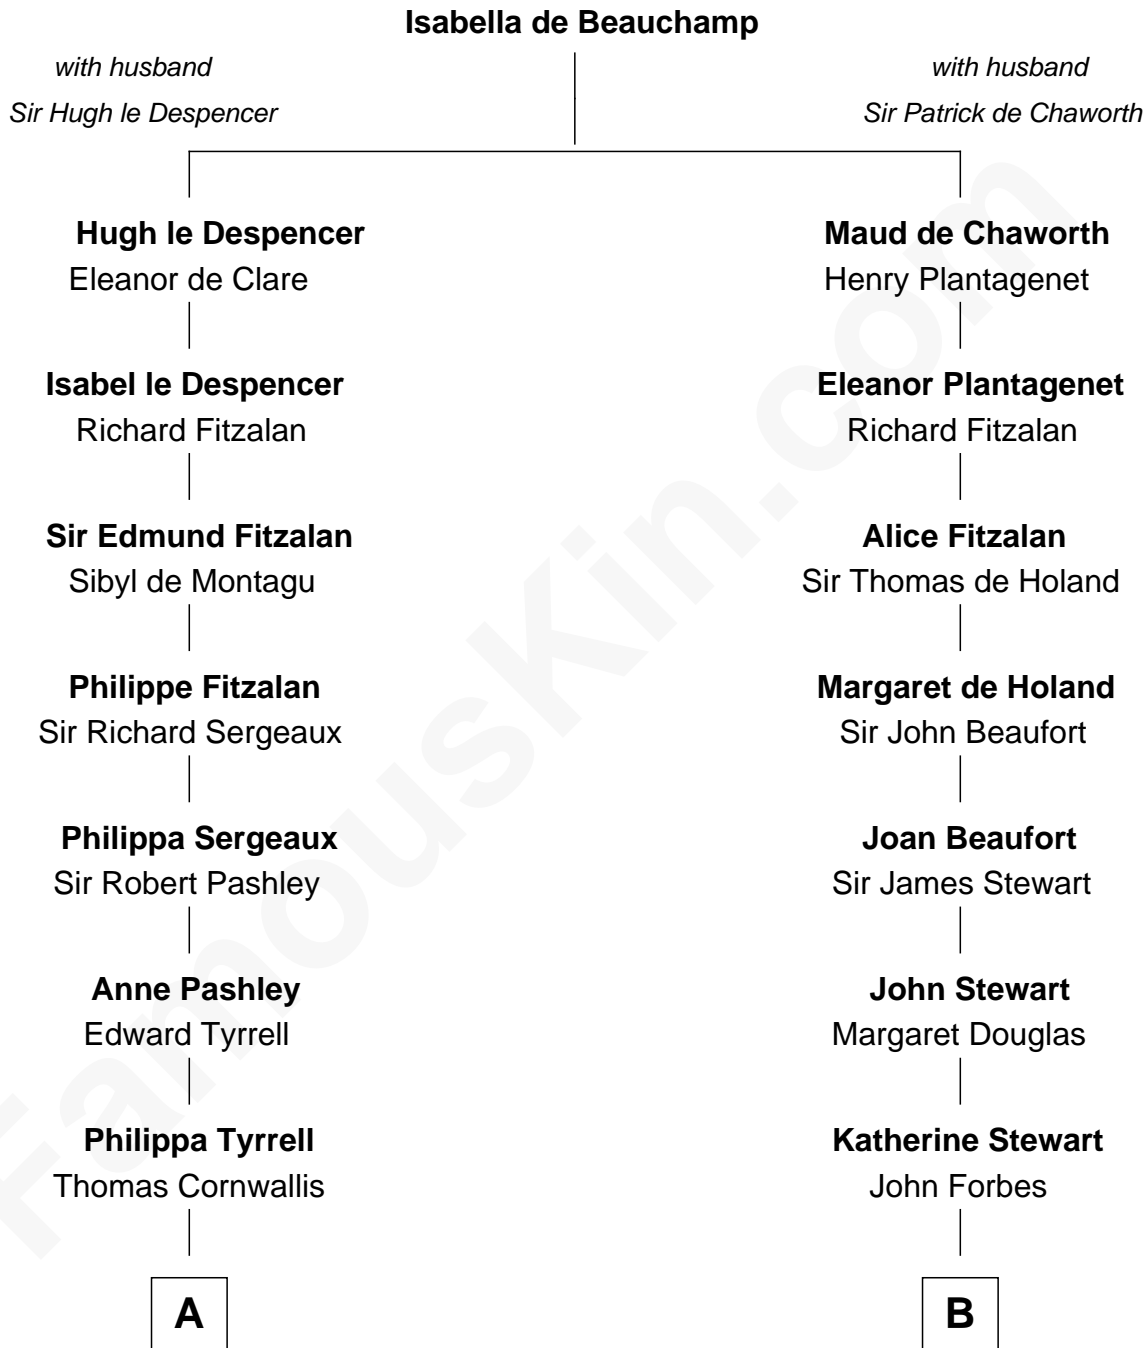 Isabella de Beauchamp
with husband
Sir Hugh le Despencer
with husband
Sir Patrick de Chaworth
Hugh le Despencer
Eleanor de Clare
Isabel le Despencer
Richard Fitzalan
Sir Edmund Fitzalan
Sibyl de Montagu
Philippe Fitzalan
Sir Richard Sergeaux
Philippa Sergeaux
Sir Robert Pashley
Anne Pashley
Edward Tyrrell
Philippa Tyrrell
Thomas Cornwallis
A
Maud de Chaworth
Henry Plantagenet
Eleanor Plantagenet
Richard Fitzalan
Alice Fitzalan
Sir Thomas de Holand
Margaret de Holand
Sir John Beaufort
Joan Beaufort
Sir James Stewart
John Stewart
Margaret Douglas
Katherine Stewart
John Forbes
B
FamousKin.com